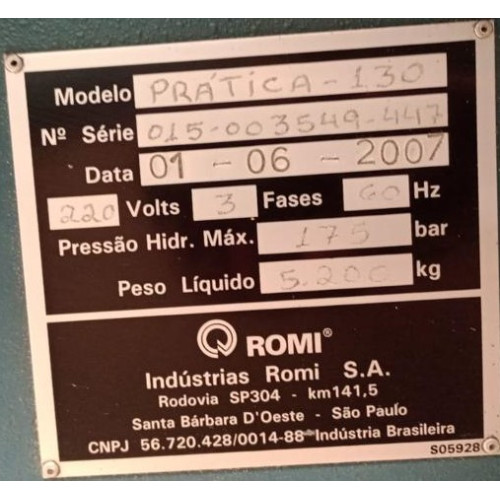 Modelo PRÁTICA-130
Nº Série 015-003549-447
Data 01-06-2007
220 Volts 3 Fases 60 Hz
Pressão Hidr. Máx. 175 bar
Peso Líquido 5.200 kg
ROMI®
Indústrias Romi S.A.
Rodovia SP304 - km141,5
Santa Bárbara D'Oeste - São Paulo
CNPJ 56.720.428/0014-88 Indústria Brasileira
S05928